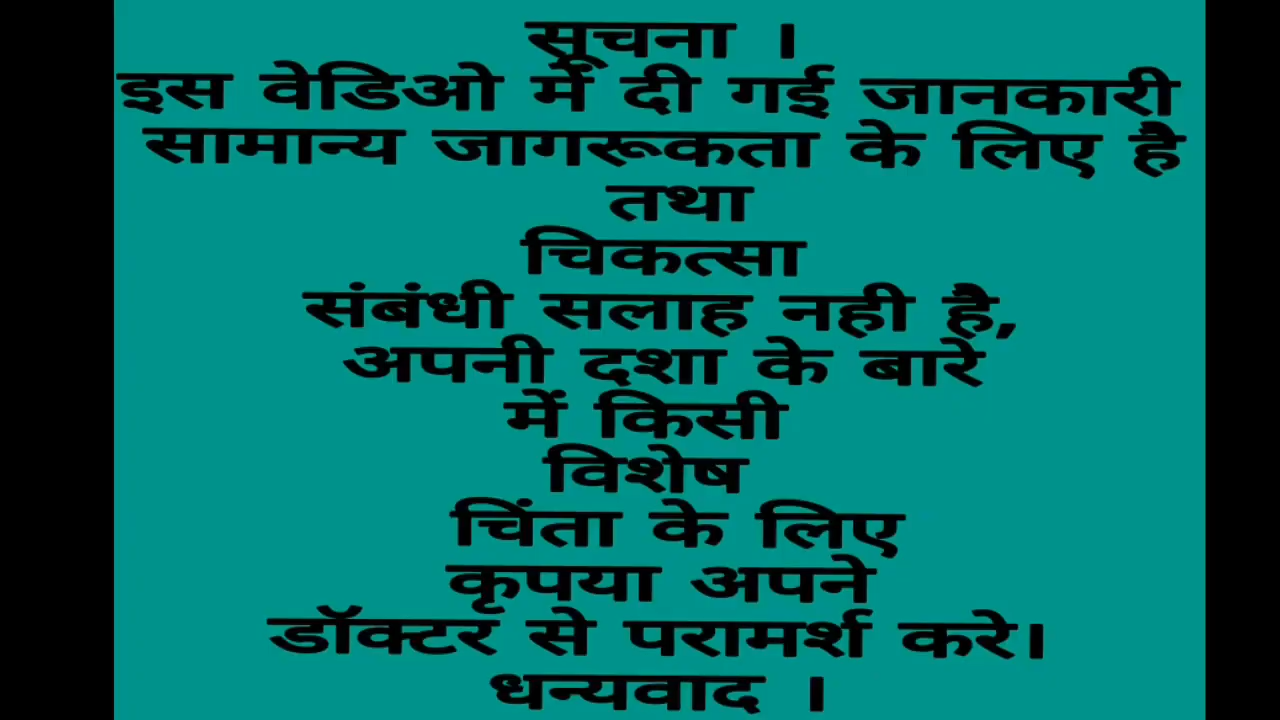 सूचना ।
इस वेडिओ में दी गई जानकारी
सामान्य जागरूकता के लिए है
तथा
चिकत्सा
संबंधी सलाह नही है,
अपनी दशा के बारे
में किसी
विशेष
चिंता के लिए
कृपया अपने
डॉक्टर से परामर्श करे।
धन्यवाद ।